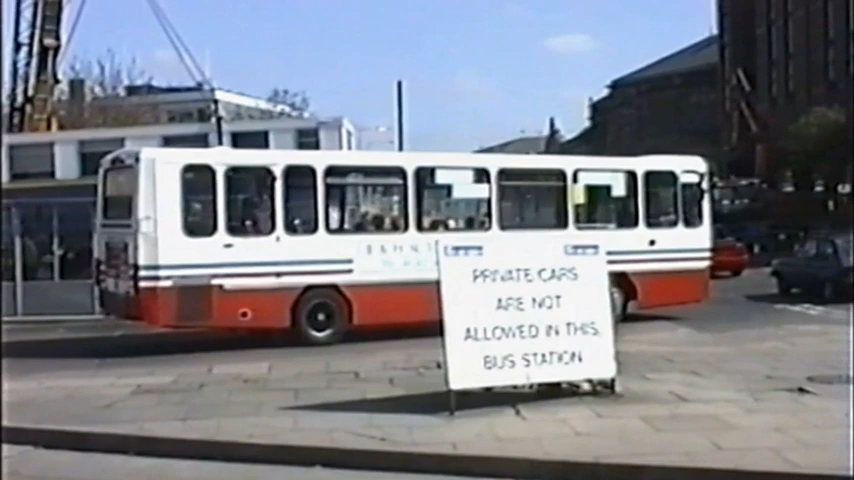 PRIVATE CARS
ARE NOT
ALLOWED IN THIS
BUS STATION